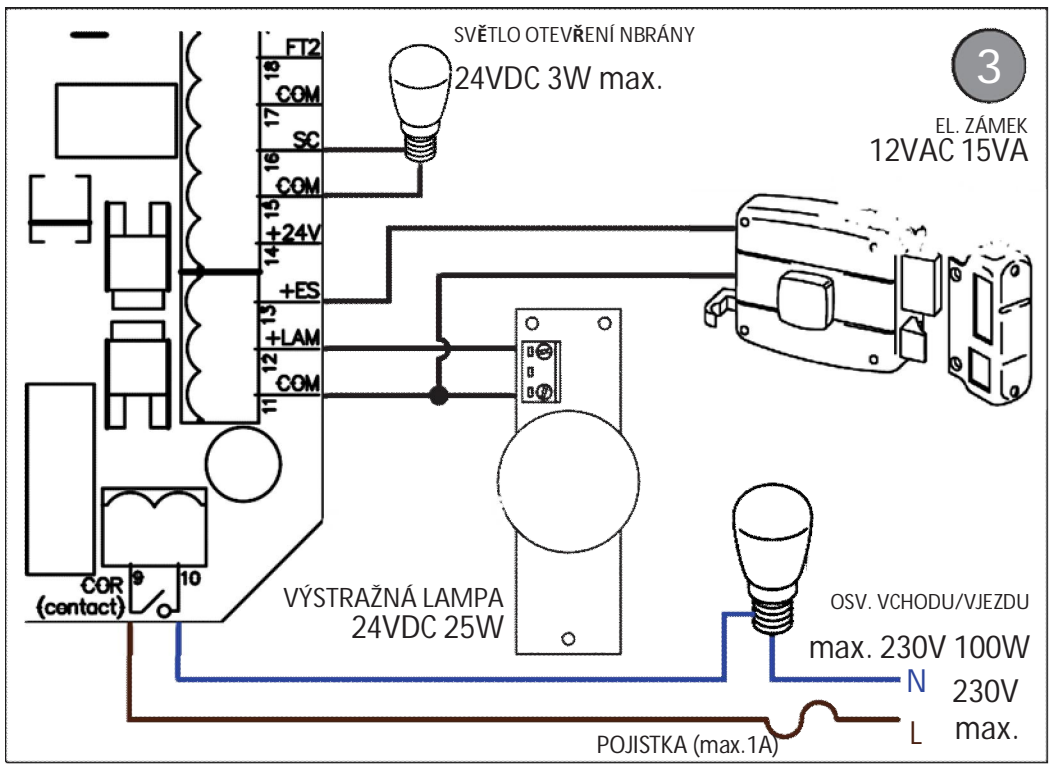 SVĚTLO OTEVŘENÍ NBRÁNY
24VDC 3W max.
3
EL. ZÁMEK
12VAC 15VA
FT2
18
COM
17
SC
16
COM
15
+24V
14
+ES
13
+LAM
12
COM
11
9
10
COR
(contact)
VÝSTRAŽNÁ LAMPA
24VDC 25W
OSV. VCHODU/VJEZDU
max. 230V 100W
N
230V
L
max.
POJISTKA (max.1A)